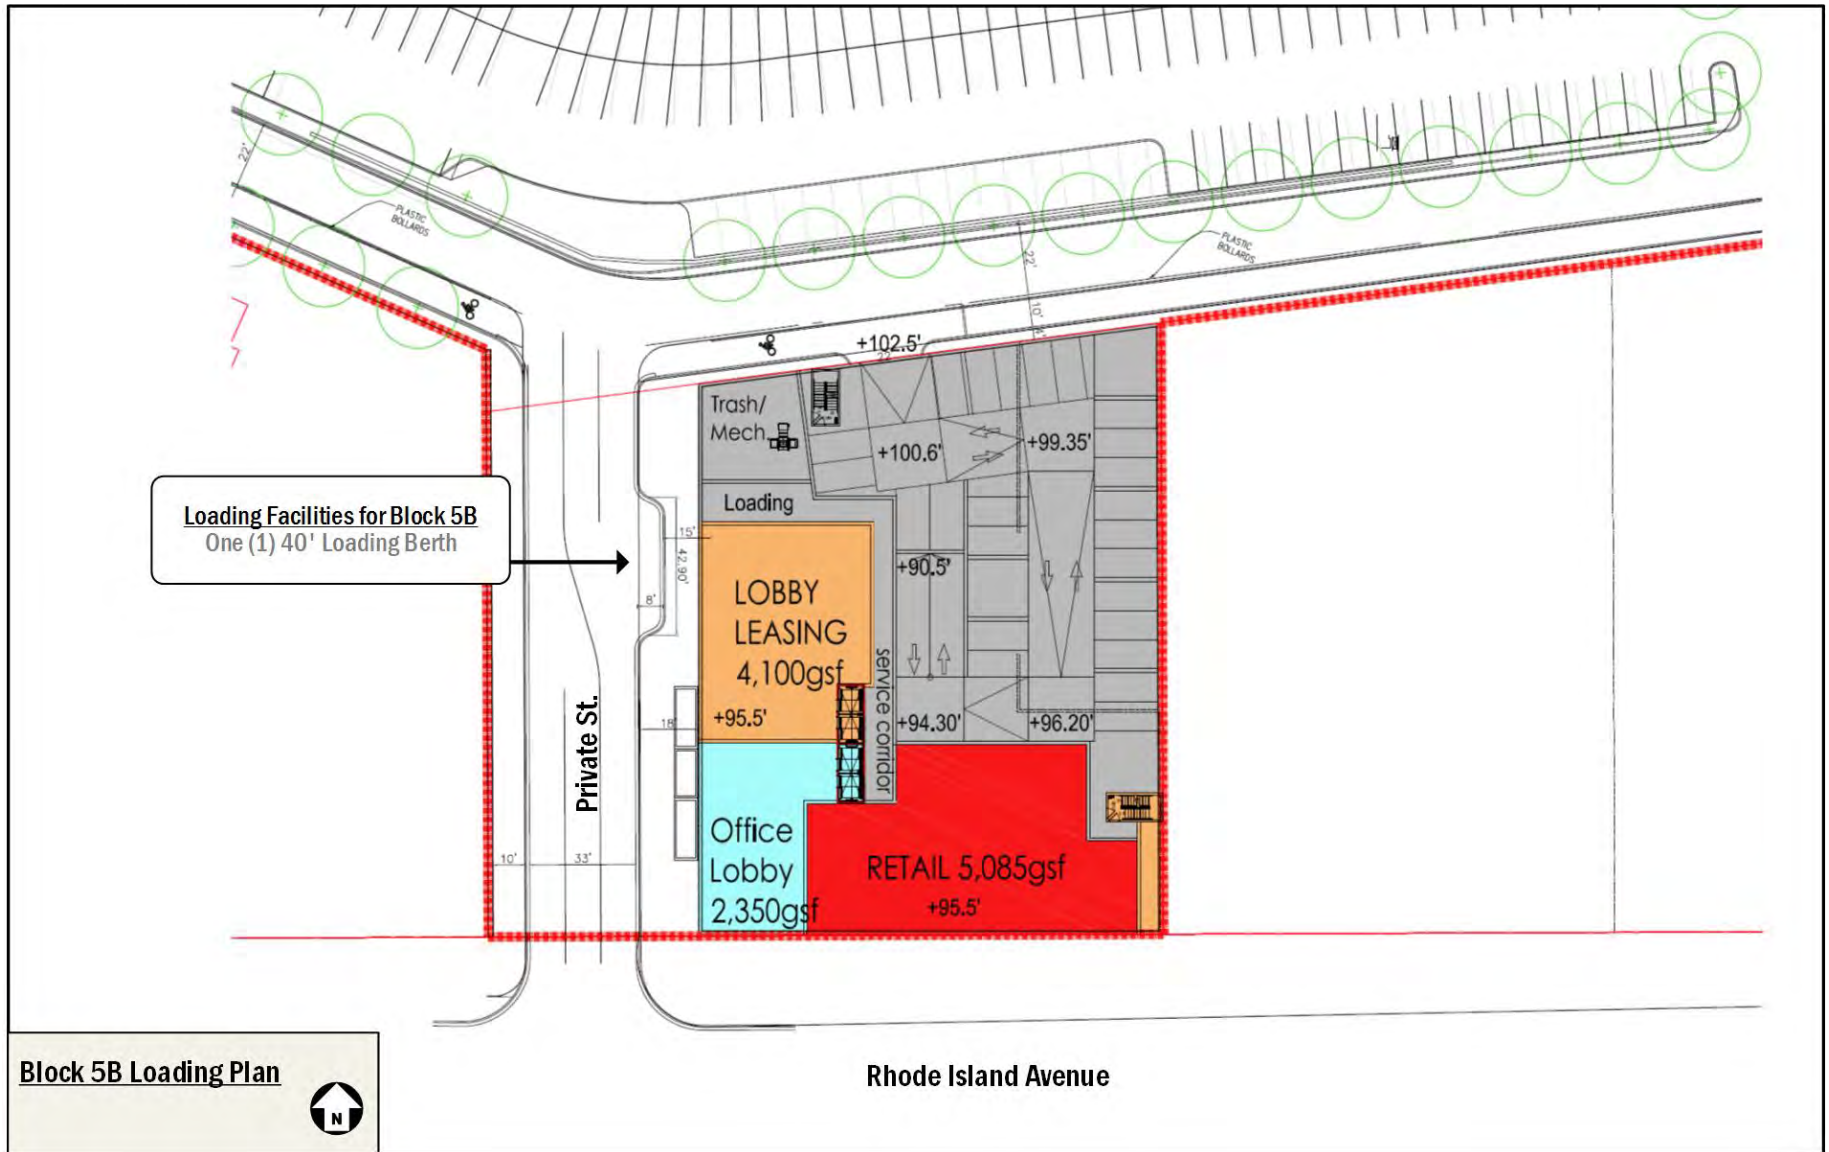 22'
PLASTIC
BOLLARDS
PLASTIC
BOLLARDS
22'
10'
4'
+102.5'
22'
Trash/
Mech.
+100.6'
+99.35'
Loading Facilities for Block 5B
One (1) 40' Loading Berth
Loading
15'
42.90'
8'
+90.5'
LOBBY
LEASING
4,100gsf
+95.5'
service corridor
18'
+94.30'
+96.20'
Private St.
Office
Lobby
2,350gsf
RETAIL 5,085gsf
+95.5'
10'
33'
Block 5B Loading Plan
N
Rhode Island Avenue